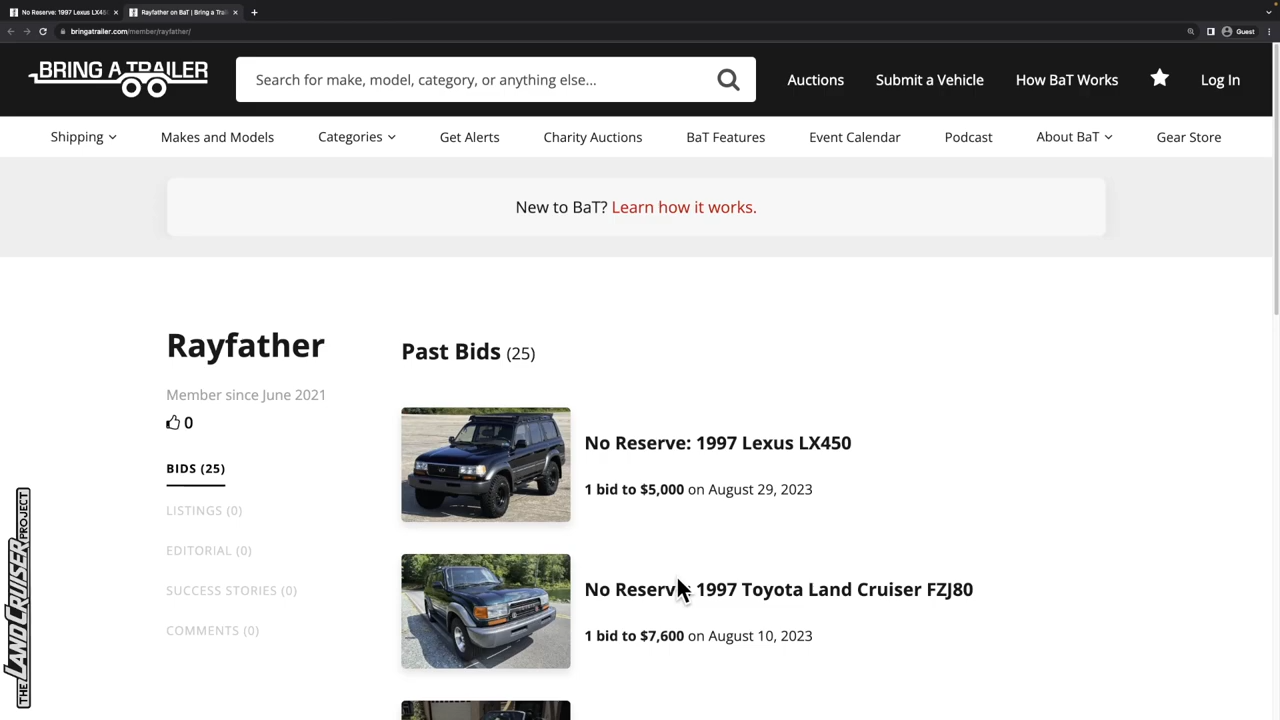 No Reserve: 1997 Lexus LX450
Rayfather on BaT | Bring a Trai
bringatrailer.com/member/rayfather/
Guest
BRING A TRAILER
Search for make, model, category, or anything else...
Auctions
Submit a Vehicle
How BaT Works
Log In
Shipping
Makes and Models
Categories
Get Alerts
Charity Auctions
BaT Features
Event Calendar
Podcast
About BaT
Gear Store
New to BaT? Learn how it works.
Rayfather
Member since June 2021
0
BIDS (25)
LISTINGS (0)
EDITORIAL (0)
SUCCESS STORIES (0)
COMMENTS (0)
Past Bids (25)
No Reserve: 1997 Lexus LX450
1 bid to $5,000 on August 29, 2023
No Reserve: 1997 Toyota Land Cruiser FZJ80
1 bid to $7,600 on August 10, 2023
THE LAND CRUISER PROJECT